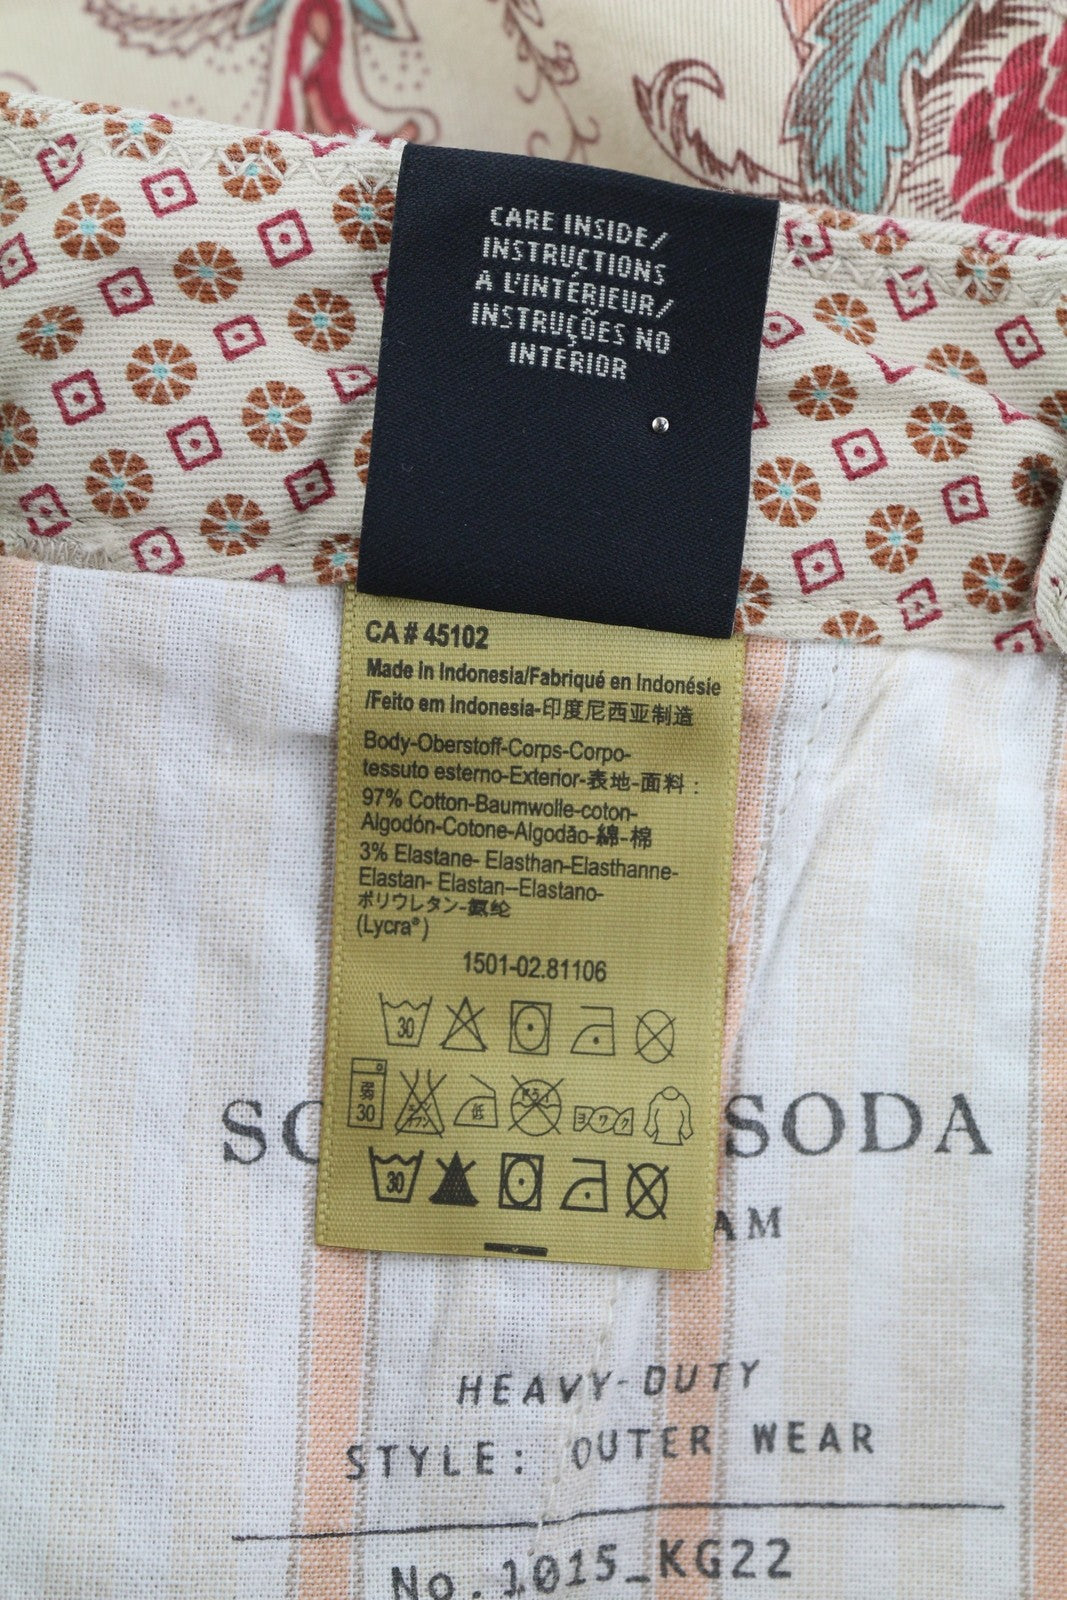 CARE INSIDE/
INSTRUCTIONS
A L'INTÉRIEUR/
INSTRUÇÕES NO
INTERIOR
CA # 45102
Made in Indonesia/Fabriqué en Indonésie
/Feito em Indonesia-印度尼西亚制造
Body-Oberstoff-Corps-Corpo-
tessuto esterno-Exterior-表地-面料 :
97% Cotton-Baumwolle-coton-
Algodón-Cotone-Algodão-綿-棉
3% Elastane- Elasthan-Elasthanne-
Elastan- Elastan--Elastano-
ポリウレタン-氨纶
(Lycra®)
1501-02.81106
30
弱
30
低
ヨワク
30
SODA
AM
HEAVY-DUTY
STYLE: OUTER WEAR
No. 1015_KG22